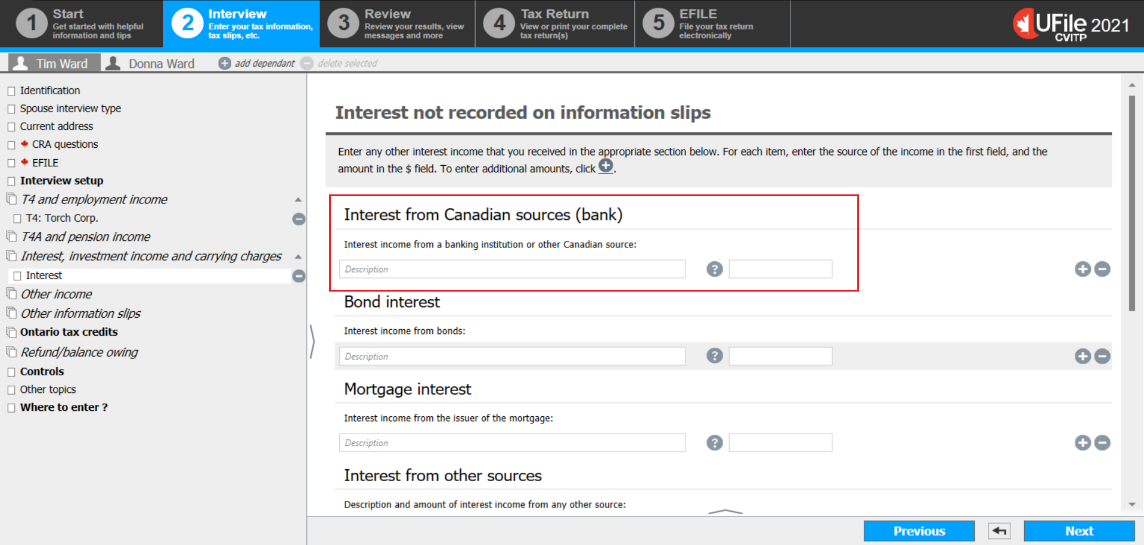 1 Start
Get started with helpful
information and tips
2 Interview
Enter your tax information,
tax slips, etc.
3 Review
Review your results, view
messages and more
4 Tax Return
View or print your complete
tax return(s)
5 EFILE
File your tax return
electronically
UFile 2021
CVITP
Tim Ward Donna Ward add dependant delete selected
Identification
Spouse interview type
Current address
CRA questions
EFILE
Interview setup
T4 and employment income
T4: Torch Corp.
T4A and pension income
Interest, investment income and carrying charges
Interest
Other income
Other information slips
Ontario tax credits
Refund/balance owing
Controls
Other topics
Where to enter ?
Interest not recorded on information slips
Enter any other interest income that you received in the appropriate section below. For each item, enter the source of the income in the first field, and the
amount in the $ field. To enter additional amounts, click .
Interest from Canadian sources (bank)
Interest income from a banking institution or other Canadian source:
Description ?
Bond interest
Interest income from bonds:
Description ?
Mortgage interest
Interest income from the issuer of the mortgage:
Description ?
Interest from other sources
Description and amount of interest income from any other source:
Previous Next